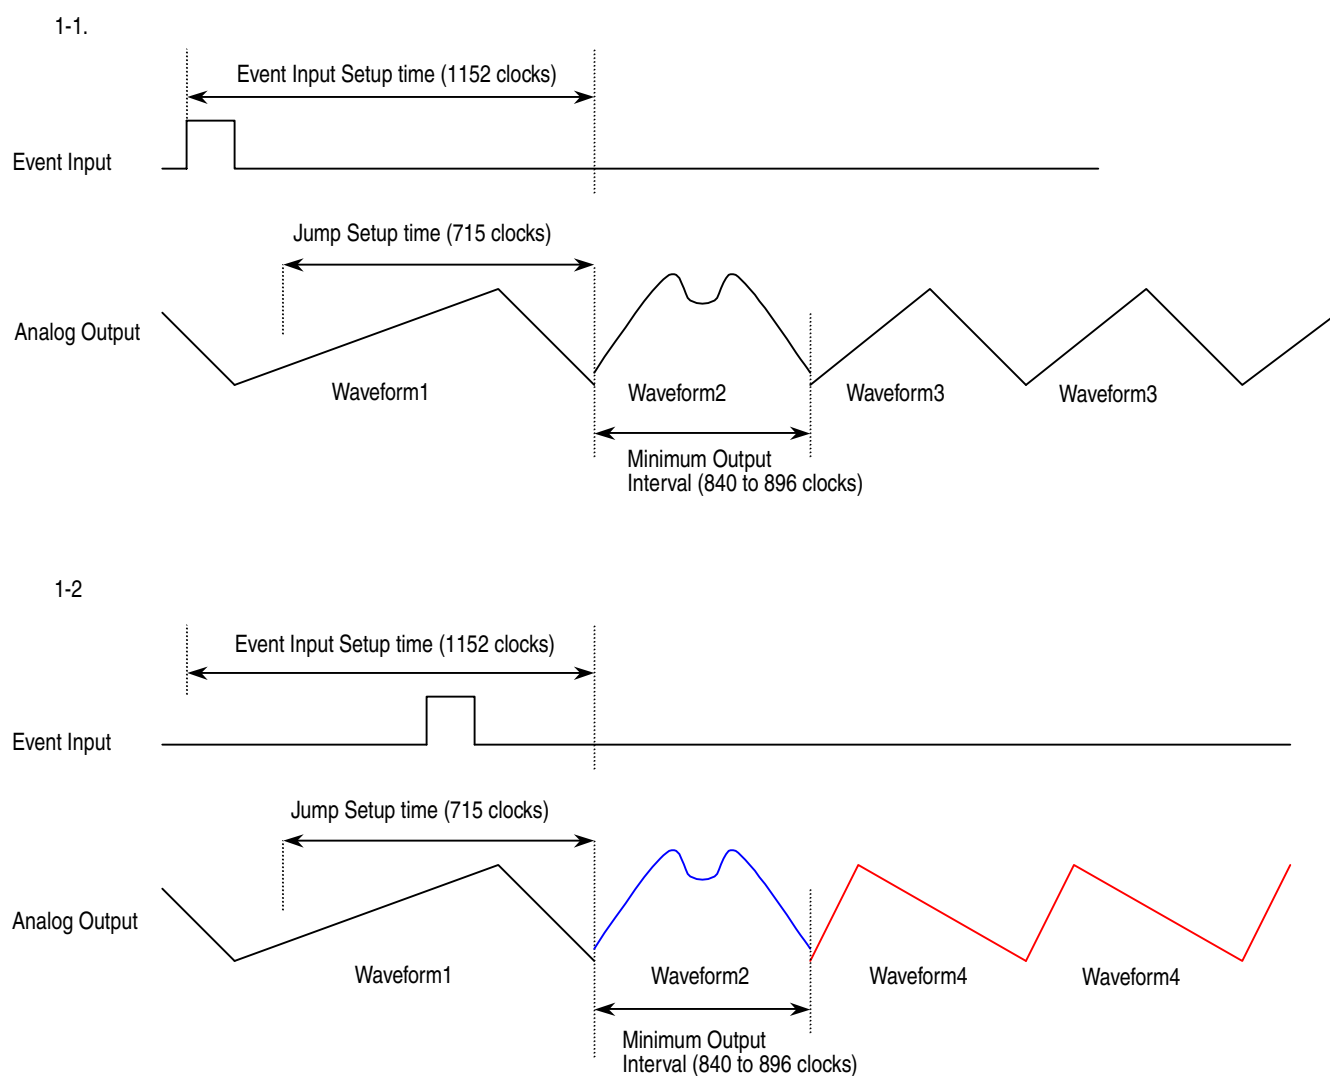 1-1.
Event Input Setup time (1152 clocks)
Event Input
Jump Setup time (715 clocks)
Analog Output
Waveform1
Waveform2
Waveform3
Waveform3
Minimum Output
Interval (840 to 896 clocks)
1-2
Event Input Setup time (1152 clocks)
Event Input
Jump Setup time (715 clocks)
Analog Output
Waveform1
Waveform2
Waveform4
Waveform4
Minimum Output
Interval (840 to 896 clocks)